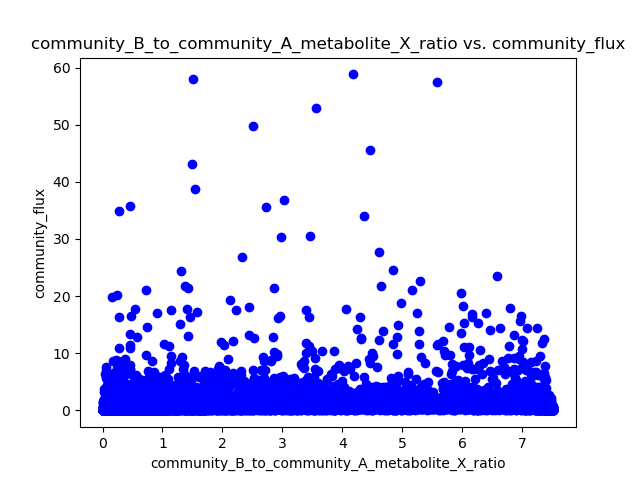 community_B_to_community_A_metabolite_X_ratio vs. community_flux
60
50
40
30
20
10
0
community_flux
0 1 2 3 4 5 6 7
community_B_to_community_A_metabolite_X_ratio